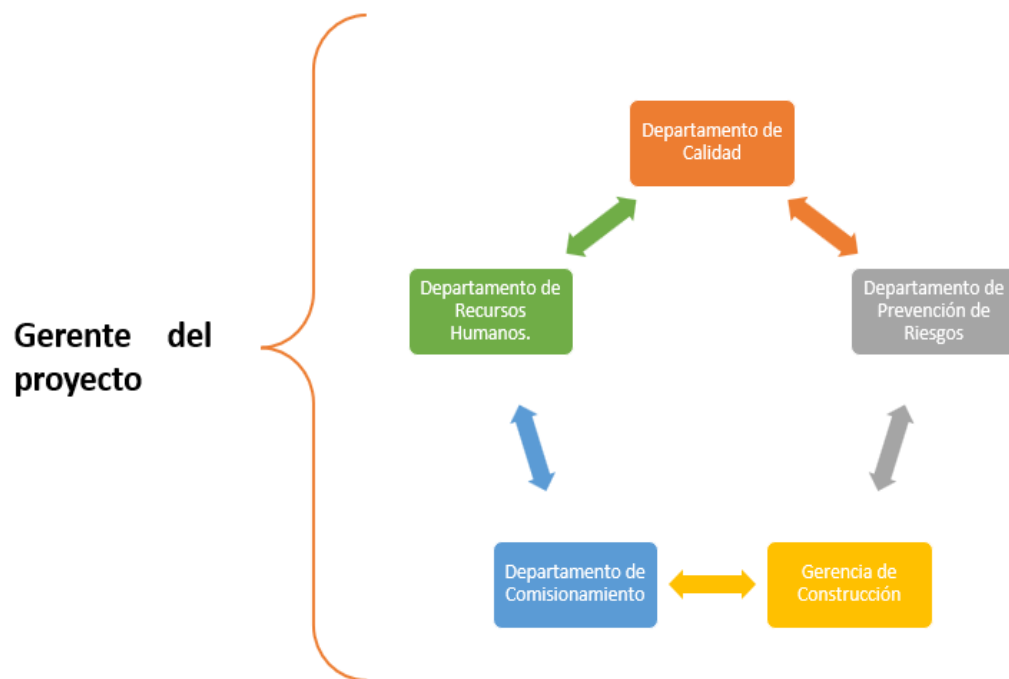 Gerente del
proyecto
Departamento de
Calidad
Departamento de
Prevención de
Riesgos
Gerencia de
Construcción
Departamento de
Comisionamiento
Departamento de
Recursos
Humanos.